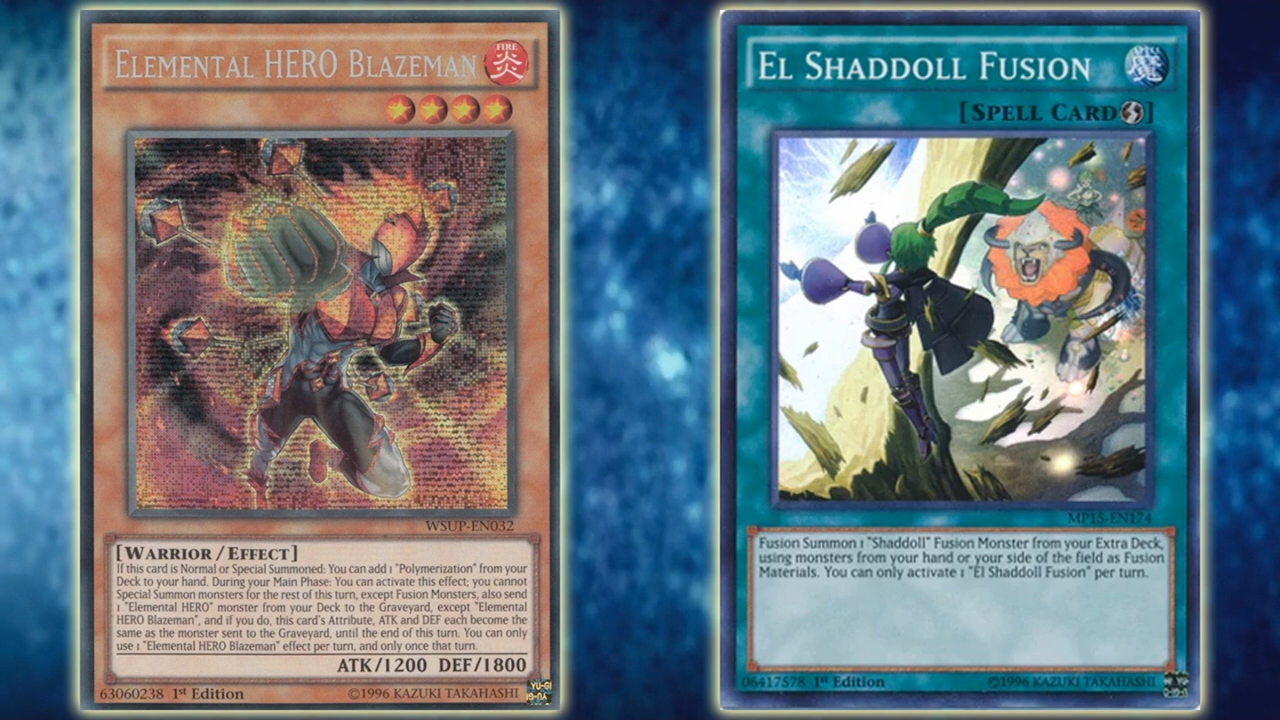 ELEMENTAL HERO BLAZEMAN
FIRE
炎
WSUP-EN032
[WARRIOR/EFFECT]
If this card is Normal or Special Summoned: You can add 1 "Polymerization" from your
Deck to your hand. During your Main Phase: You can activate this effect; you cannot
Special Summon monsters for the rest of this turn, except Fusion Monsters, also send
1 "Elemental HERO" monster from your Deck to the Graveyard, except "Elemental
HERO Blazeman", and if you do, this card's Attribute, ATK and DEF each become the
same as the monster sent to the Graveyard, until the end of this turn. You can only
use 1 "Elemental HERO Blazeman" effect per turn, and only once that turn.
ATK/1200 DEF/1800
63060238 1st Edition ©1996 KAZUKI TAKAHASHI
EL SHADDOLL FUSION
[SPELL CARD]
MP15-EN174
Fusion Summon 1 "Shaddoll" Fusion Monster from your Extra Deck,
using monsters from your hand or your side of the field as Fusion
Materials. You can only activate 1 "El Shaddoll Fusion" per turn.
06417578 1st Edition ©1996 KAZUKI TAKAHASHI